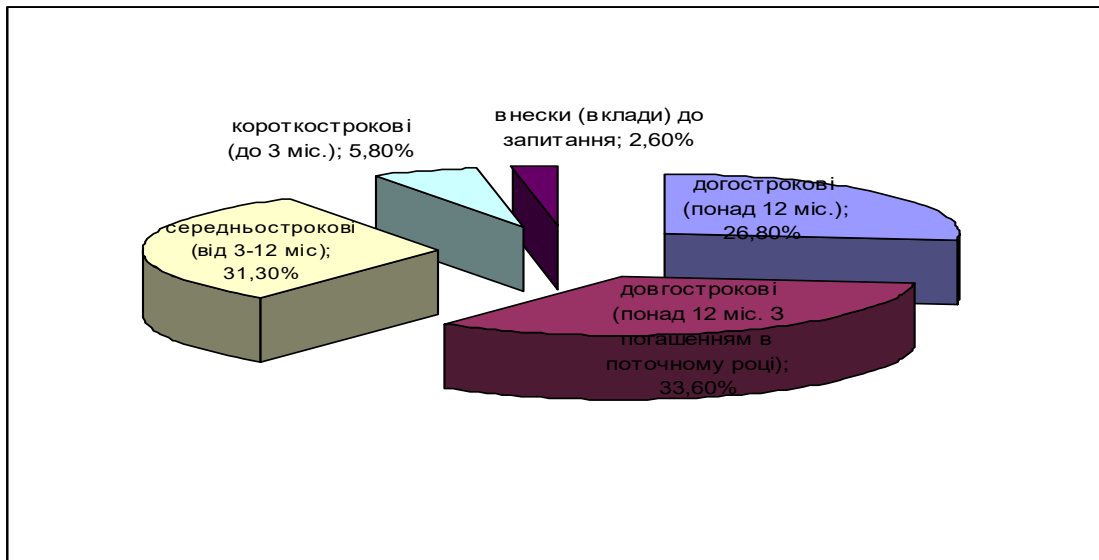 короткострокові
(до 3 міс.); 5,80%
внески (вклади) до
запитання; 2,60%
догострокові
(понад 12 міс.);
26,80%
середньострокові
(від 3-12 міс);
31,30%
довгострокові
(понад 12 міс. З
погашенням в
поточному році);
33,60%